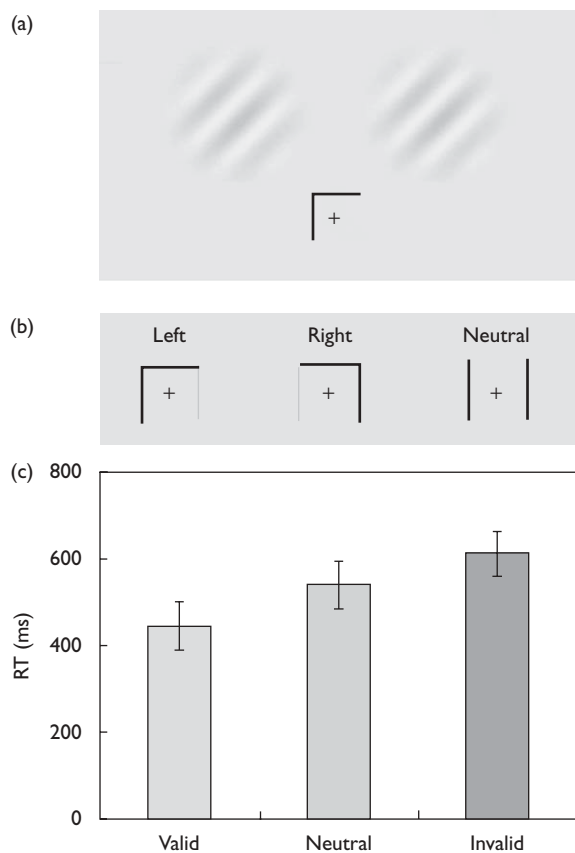 (a)
+
(b)
Left Right Neutral
+ + +
(c)
800
600
400
200
0
RT (ms)
Valid Neutral Invalid